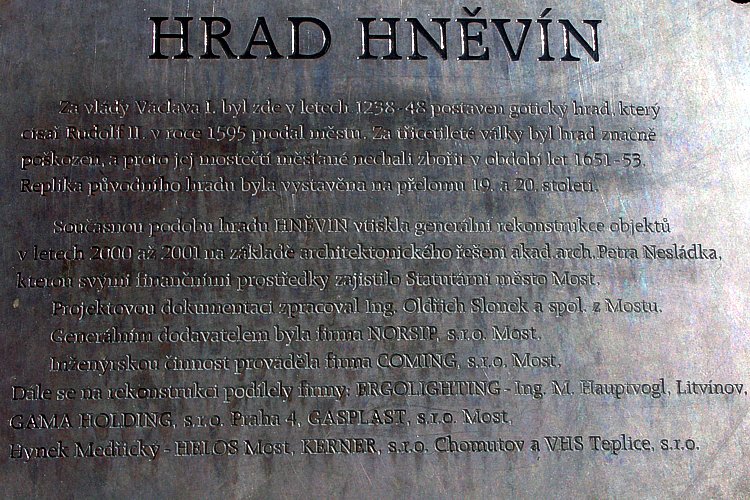 HRAD HNĚVÍN
Za vlády Václava I. byl zde v letech 1238-48 postaven gotický hrad, který
císař Rudolf II. v roce 1595 prodal městu. Za třicetileté války byl hrad značně
poškozen, a proto jej mostečtí měšťané nechali zbořit v období let 1651-53.
Replika původního hradu byla vystavěna na přelomu 19. a 20. století.
Současnou podobu hradu HNĚVÍN vtiskla generální rekonstrukce objektů
v letech 2000 až 2001 na základě architektonického řešení akad.arch.Petra Nesládka,
kterou svými finančními prostředky zajistilo Statutární město Most.
Projektovou dokumentaci zpracoval Ing. Oldřich Slonek a spol. z Mostu.
Generálním dodavatelem byla firma NORSIP, s.r.o. Most.
Inženýrskou činnost prováděla firma COMING, s.r.o. Most.
Dále se na rekonstrukci podílely firmy: ERGOLIGHTING - Ing. M. Hauptvogl, Litvínov,
GAMA HOLDING, s.r.o. Praha 4, GASPLAST, s.r.o. Most,
Hynek Medřický - HELOS Most, KERNER, s.r.o. Chomutov a VHS Teplice, s.r.o.